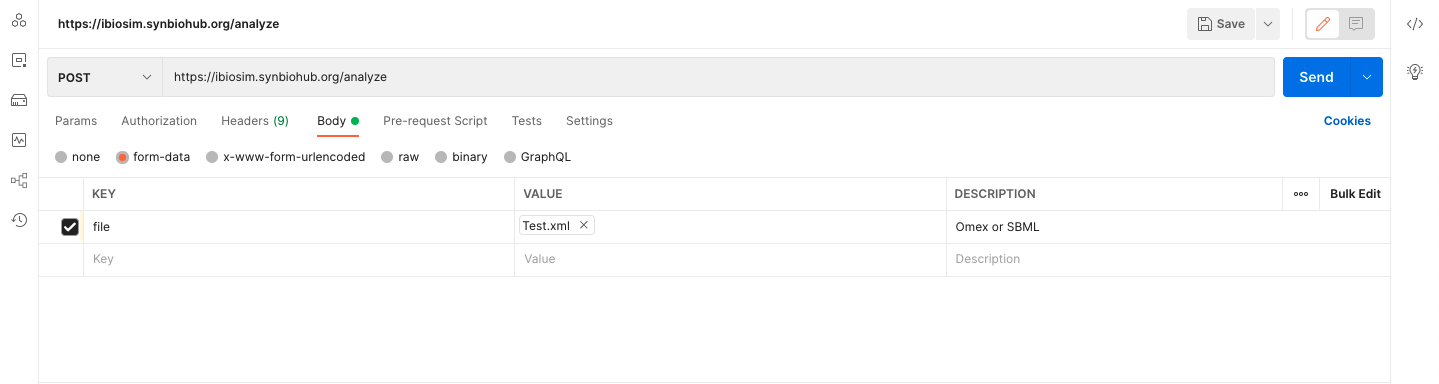 https://ibiosim.synbiohub.org/analyze
Save
POST
https://ibiosim.synbiohub.org/analyze
Send
Params Authorization Headers (9) Body Pre-request Script Tests Settings Cookies
none form-data x-www-form-urlencoded raw binary GraphQL
KEY VALUE DESCRIPTION Bulk Edit
file Test.xml Omex or SBML
Key Value Description